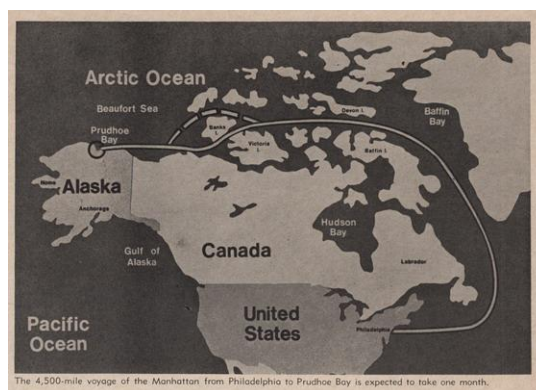 Arctic Ocean
Beaufort Sea
Prudhoe
Bay
Banks
I.
Victoria
I.
Devon I.
Baffin
Bay
Baffin I.
Nome
Alaska
Anchorage
Gulf of
Alaska
Canada
Hudson
Bay
Labrador
Pacific
Ocean
United
States
Philadelphia
The 4,500-mile voyage of the Manhattan from Philadelphia to Prudhoe Bay is expected to take one month.